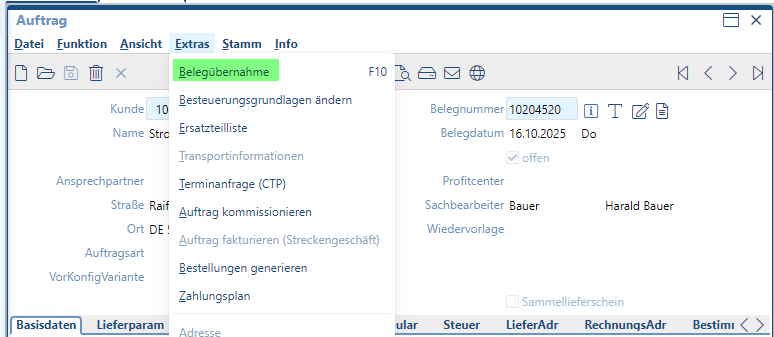 Auftrag
Datei Funktion Ansicht Extras Stamm Info
Belegübernahme F10
Besteuerungsgrundlagen ändern
Ersatzteilliste
Transportinformationen
Terminanfrage (CTP)
Auftrag kommissionieren
Auftrag fakturieren (Streckengeschäft)
Bestellungen generieren
Zahlungsplan
Adresse
Kunde 10
Name Stro
Ansprechpartner
Straße Raif
Ort DE 5
Auftragsart
VorKonfigVariante
Belegnummer 10204520
Belegdatum 16.10.2025 Do
offen
Profitcenter
Sachbearbeiter Bauer Harald Bauer
Wiedervorlage
Sammellieferschein
Basisdaten Lieferparam ular Steuer LieferAdr RechnungsAdr Bestimm